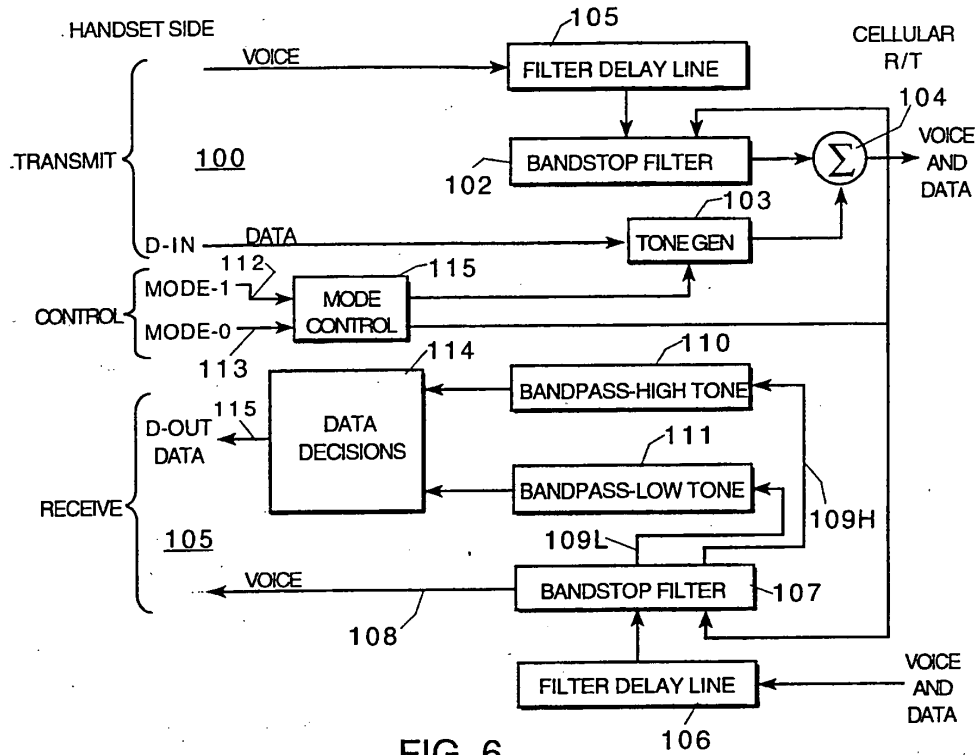 HANDSET SIDE
105
VOICE
FILTER DELAY LINE
CELLULAR
R/T
104
TRANSMIT
100
102
BANDSTOP FILTER
Σ
VOICE
AND
DATA
103
D-IN
DATA
TONE GEN
112
115
CONTROL
MODE-1
MODE-0
MODE
CONTROL
113
114
110
BANDPASS-HIGH TONE
115
D-OUT
DATA
DATA
DECISIONS
111
BANDPASS-LOW TONE
RECEIVE
105
109L
109H
VOICE
108
BANDSTOP FILTER
107
FILTER DELAY LINE
106
VOICE
AND
DATA
FIG. 6